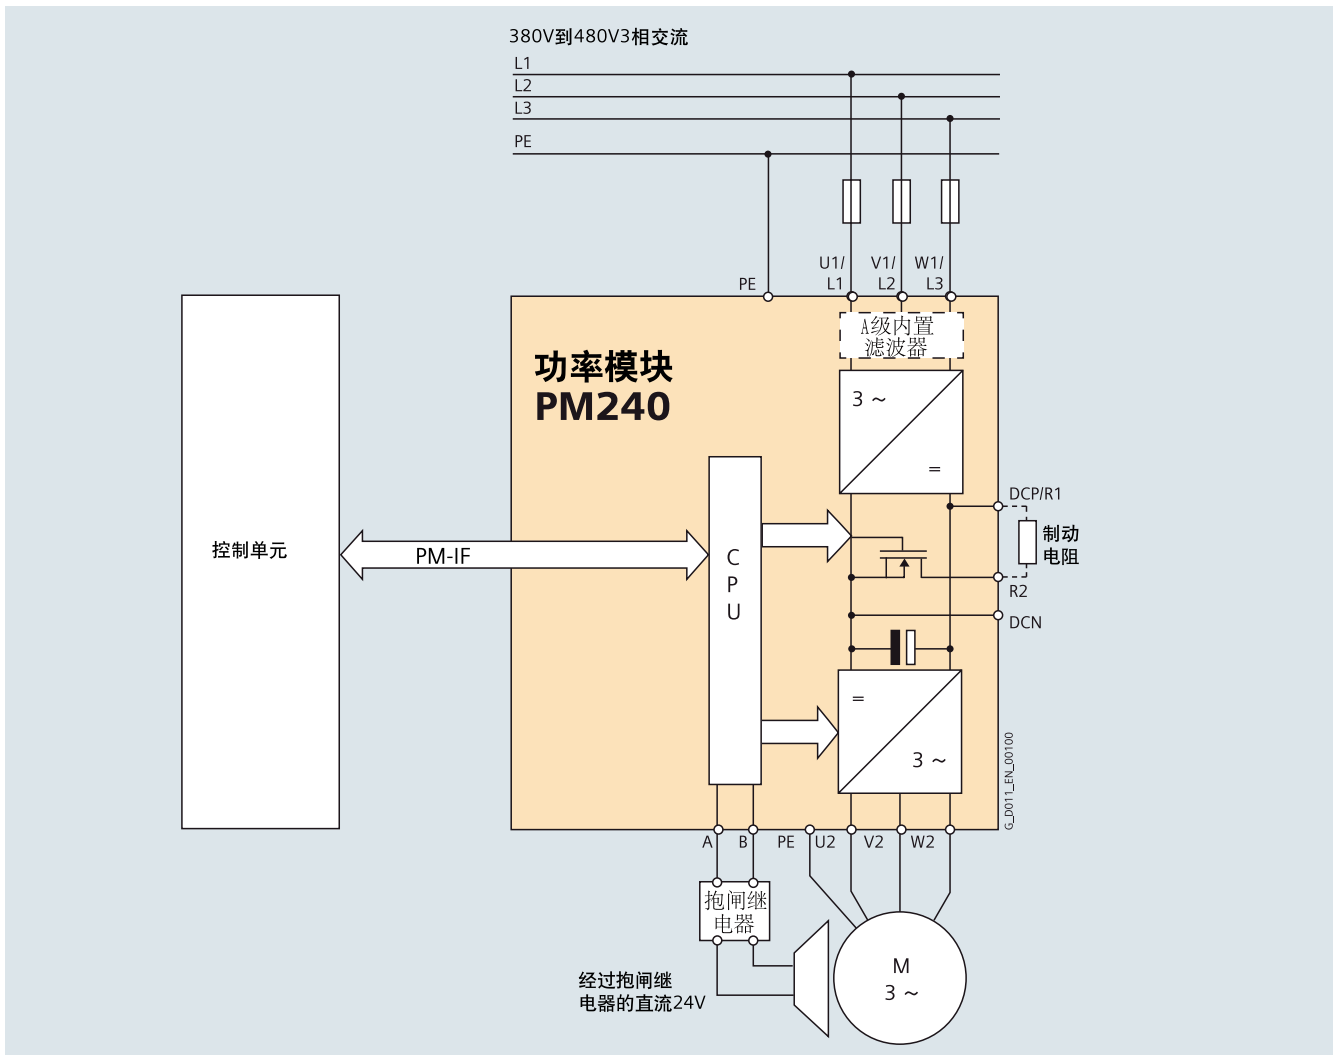 380V到480V3相交流
L1
L2
L3
PE
U1/ V1/ W1/
PE L1 L2 L3
A级内置
滤波器
功率模块
PM240
3 ~
=
DCP/R1
制动
电阻
控制单元
PM-IF
C
P
U
R2
DCN
=
3 ~
G_D011_EN_00100
A B PE U2 V2 W2
抱闸继
电器
M
3 ~
经过抱闸继
电器的直流24V